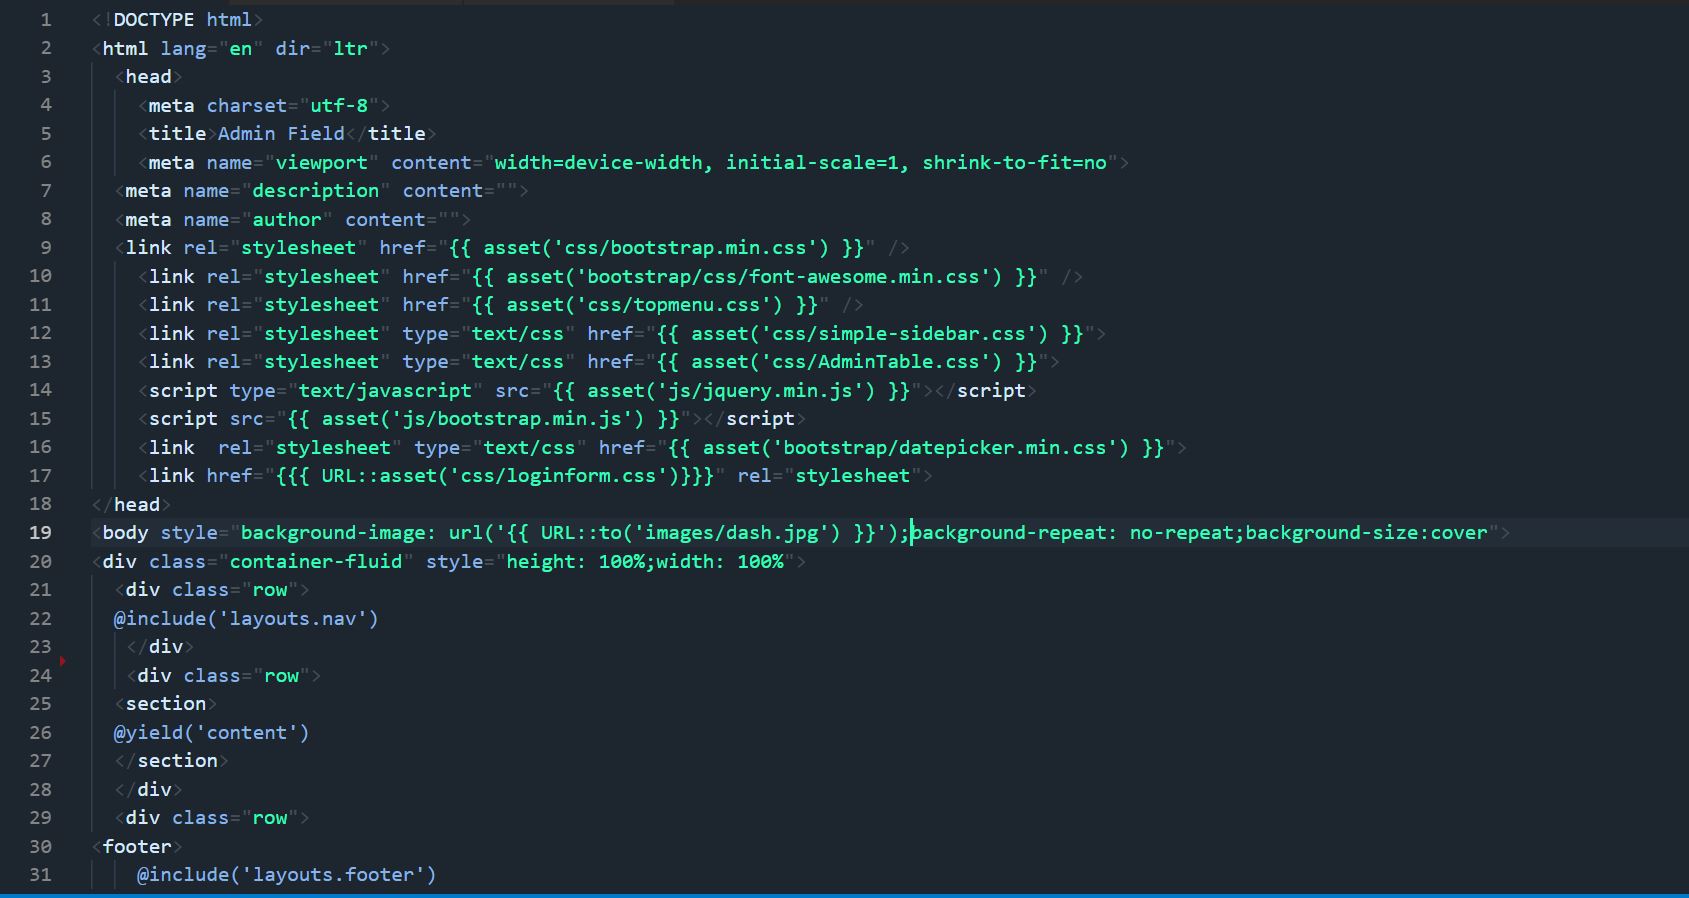 1 <!DOCTYPE html>
2 <html lang="en" dir="ltr">
3 <head>
4 <meta charset="utf-8">
5 <title>Admin Field</title>
6 <meta name="viewport" content="width=device-width, initial-scale=1, shrink-to-fit=no">
7 <meta name="description" content="">
8 <meta name="author" content="">
9 <link rel="stylesheet" href="{{ asset('css/bootstrap.min.css') }}" />
10 <link rel="stylesheet" href="{{ asset('bootstrap/css/font-awesome.min.css') }}" />
11 <link rel="stylesheet" href="{{ asset('css/topmenu.css') }}" />
12 <link rel="stylesheet" type="text/css" href="{{ asset('css/simple-sidebar.css') }}">
13 <link rel="stylesheet" type="text/css" href="{{ asset('css/AdminTable.css') }}">
14 <script type="text/javascript" src="{{ asset('js/jquery.min.js') }}"></script>
15 <script src="{{ asset('js/bootstrap.min.js') }}"></script>
16 <link  rel="stylesheet" type="text/css" href="{{ asset('bootstrap/datepicker.min.css') }}">
17 <link href="{{{ URL::asset('css/loginform.css')}}}" rel="stylesheet">
18 </head>
19 <body style="background-image: url('{{ URL::to('images/dash.jpg') }}');background-repeat: no-repeat;background-size:cover">
20 <div class="container-fluid" style="height: 100%;width: 100%">
21 <div class="row">
22 @include('layouts.nav')
23 </div>
24 <div class="row">
25 <section>
26 @yield('content')
27 </section>
28 </div>
29 <div class="row">
30 <footer>
31 @include('layouts.footer')